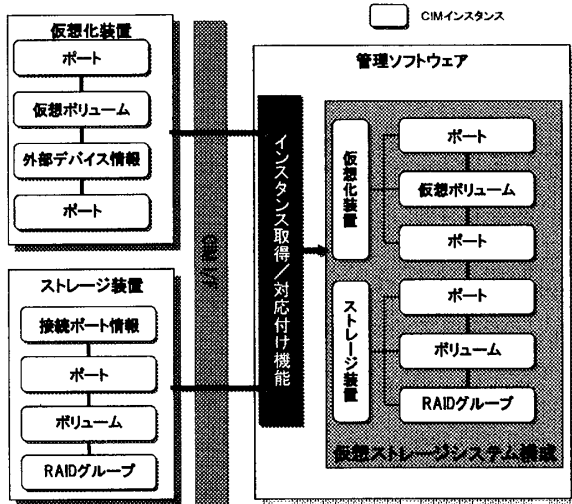 CIMインスタンス
仮想化装置
ポート
仮想ボリューム
外部デバイス情報
ポート
ストレージ装置
接続ポート情報
ポート
ボリューム
RAIDグループ
CIM I/F
インスタンス取得/対応付け機能
管理ソフトウェア
仮想化装置
ポート
仮想ボリューム
ポート
ストレージ装置
ポート
ボリューム
RAIDグループ
仮想ストレージシステム構成